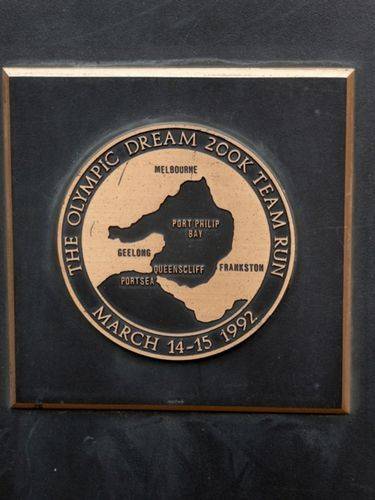 THE OLYMPIC DREAM 200K TEAM RUN
MELBOURNE
PORT PHILIP
BAY
GEELONG
QUEENSCLIFF
FRANKSTON
PORTSEA
MARCH 14-15 1992